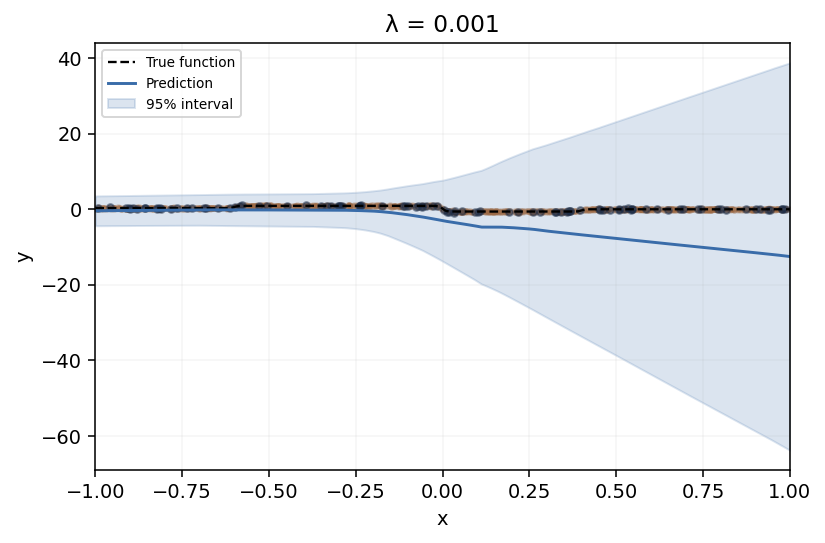 λ = 0.001
True function
Prediction
95% interval
40
20
0
−20
−40
−60
y
−1.00 −0.75 −0.50 −0.25 0.00 0.25 0.50 0.75 1.00
x